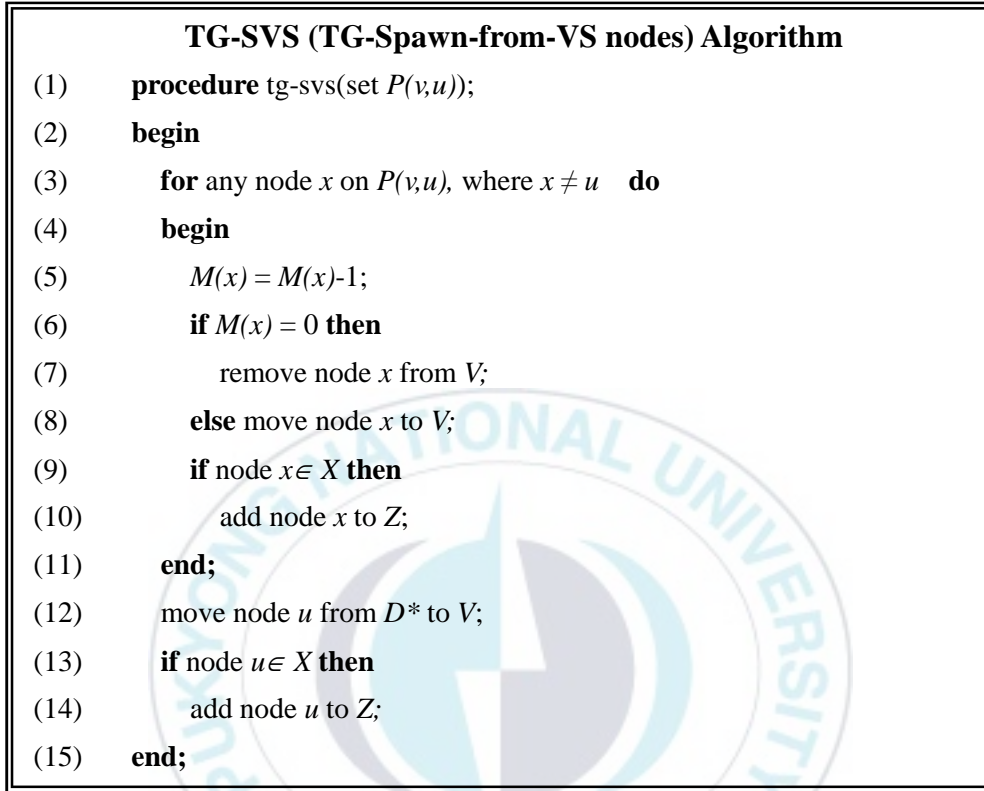 TG-SVS (TG-Spawn-from-VS nodes) Algorithm
(1) procedure tg-svs(set P(v,u));
(2) begin
(3) for any node x on P(v,u), where x ≠ u do
(4) begin
(5) M(x) = M(x)-1;
(6) if M(x) = 0 then
(7) remove node x from V;
(8) else move node x to V;
(9) if node x∈ X then
(10) add node x to Z;
(11) end;
(12) move node u from D* to V;
(13) if node u∈ X then
(14) add node u to Z;
(15) end;
PUKYONG NATIONAL UNIVERSITY